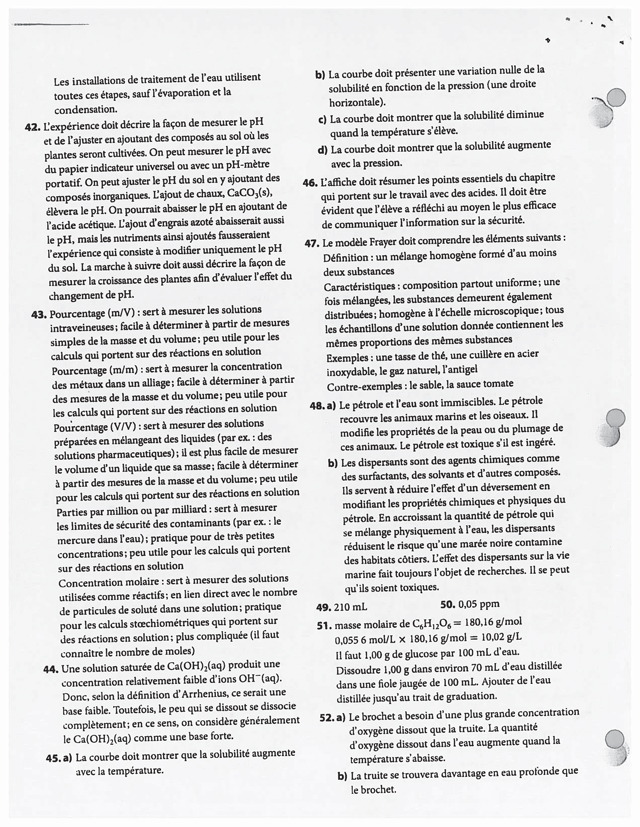 Les installations de traitement de l'eau utilisent
toutes ces étapes, sauf l'évaporation et la
condensation.
42. L'expérience doit décrire la façon de mesurer le pH
et de l'ajuster en ajoutant des composés au sol où les
plantes seront cultivées. On peut mesurer le pH avec
du papier indicateur universel ou avec un pH-mètre
portatif. On peut ajuster le pH du sol en y ajoutant des
composés inorganiques. L'ajout de chaux, CaCO₃(s),
élèvera le pH. On pourrait abaisser le pH en ajoutant de
l'acide acétique. L'ajout d'engrais azoté abaisserait aussi
le pH, mais les nutriments ainsi ajoutés fausseraient
l'expérience qui consiste à modifier uniquement le pH
du sol. La marche à suivre doit aussi décrire la façon de
mesurer la croissance des plantes afin d'évaluer l'effet du
changement de pH.
43. Pourcentage (m/V) : sert à mesurer les solutions
intraveineuses ; facile à déterminer à partir de mesures
simples de la masse et du volume ; peu utile pour les
calculs qui portent sur des réactions en solution
Pourcentage (m/m) : sert à mesurer la concentration
des métaux dans un alliage ; facile à déterminer à partir
des mesures de la masse et du volume ; peu utile pour
les calculs qui portent sur des réactions en solution
Pourcentage (V/V) : sert à mesurer des solutions
préparées en mélangeant des liquides (par ex. : des
solutions pharmaceutiques) ; il est plus facile de mesurer
le volume d'un liquide que sa masse ; facile à déterminer
à partir des mesures de la masse et du volume ; peu utile
pour les calculs qui portent sur des réactions en solution
Parties par million ou par milliard : sert à mesurer
les limites de sécurité des contaminants (par ex. : le
mercure dans l'eau) ; pratique pour de très petites
concentrations ; peu utile pour les calculs qui portent
sur des réactions en solution
Concentration molaire : sert à mesurer des solutions
utilisées comme réactifs ; en lien direct avec le nombre
de particules de soluté dans une solution ; pratique
pour les calculs stœchiométriques qui portent sur
des réactions en solution ; plus compliquée (il faut
connaître le nombre de moles)
44. Une solution saturée de Ca(OH)₂(aq) produit une
concentration relativement faible d'ions OH⁻(aq).
Donc, selon la définition d'Arrhenius, ce serait une
base faible. Toutefois, le peu qui se dissout se dissocie
complètement ; en ce sens, on considère généralement
le Ca(OH)₂(aq) comme une base forte.
45. a) La courbe doit montrer que la solubilité augmente
avec la température.
b) La courbe doit présenter une variation nulle de la
solubilité en fonction de la pression (une droite
horizontale).
c) La courbe doit montrer que la solubilité diminue
quand la température s'élève.
d) La courbe doit montrer que la solubilité augmente
avec la pression.
46. L'affiche doit résumer les points essentiels du chapitre
qui portent sur le travail avec des acides. Il doit être
évident que l'élève a réfléchi au moyen le plus efficace
de communiquer l'information sur la sécurité.
47. Le modèle Frayer doit comprendre les éléments suivants :
Définition : un mélange homogène formé d'au moins
deux substances
Caractéristiques : composition partout uniforme ; une
fois mélangées, les substances demeurent également
distribuées ; homogène à l'échelle microscopique ; tous
les échantillons d'une solution donnée contiennent les
mêmes proportions des mêmes substances
Exemples : une tasse de thé, une cuillère en acier
inoxydable, le gaz naturel, l'antigel
Contre-exemples : le sable, la sauce tomate
48. a) Le pétrole et l'eau sont immiscibles. Le pétrole
recouvre les animaux marins et les oiseaux. Il
modifie les propriétés de la peau ou du plumage de
ces animaux. Le pétrole est toxique s'il est ingéré.
b) Les dispersants sont des agents chimiques comme
des surfactants, des solvants et d'autres composés.
Ils servent à réduire l'effet d'un déversement en
modifiant les propriétés chimiques et physiques du
pétrole. En accroissant la quantité de pétrole qui
se mélange physiquement à l'eau, les dispersants
réduisent le risque qu'une marée noire contamine
des habitats côtiers. L'effet des dispersants sur la vie
marine fait toujours l'objet de recherches. Il se peut
qu'ils soient toxiques.
49. 210 mL 50. 0,05 ppm
51. masse molaire de C₆H₁₂O₆ = 180,16 g/mol
0,055 6 mol/L × 180,16 g/mol = 10,02 g/L
Il faut 1,00 g de glucose par 100 mL d'eau.
Dissoudre 1,00 g dans environ 70 mL d'eau distillée
dans une fiole jaugée de 100 mL. Ajouter de l'eau
distillée jusqu'au trait de graduation.
52. a) Le brochet a besoin d'une plus grande concentration
d'oxygène dissout que la truite. La quantité
d'oxygène dissout dans l'eau augmente quand la
température s'abaisse.
b) La truite se trouvera davantage en eau profonde que
le brochet.